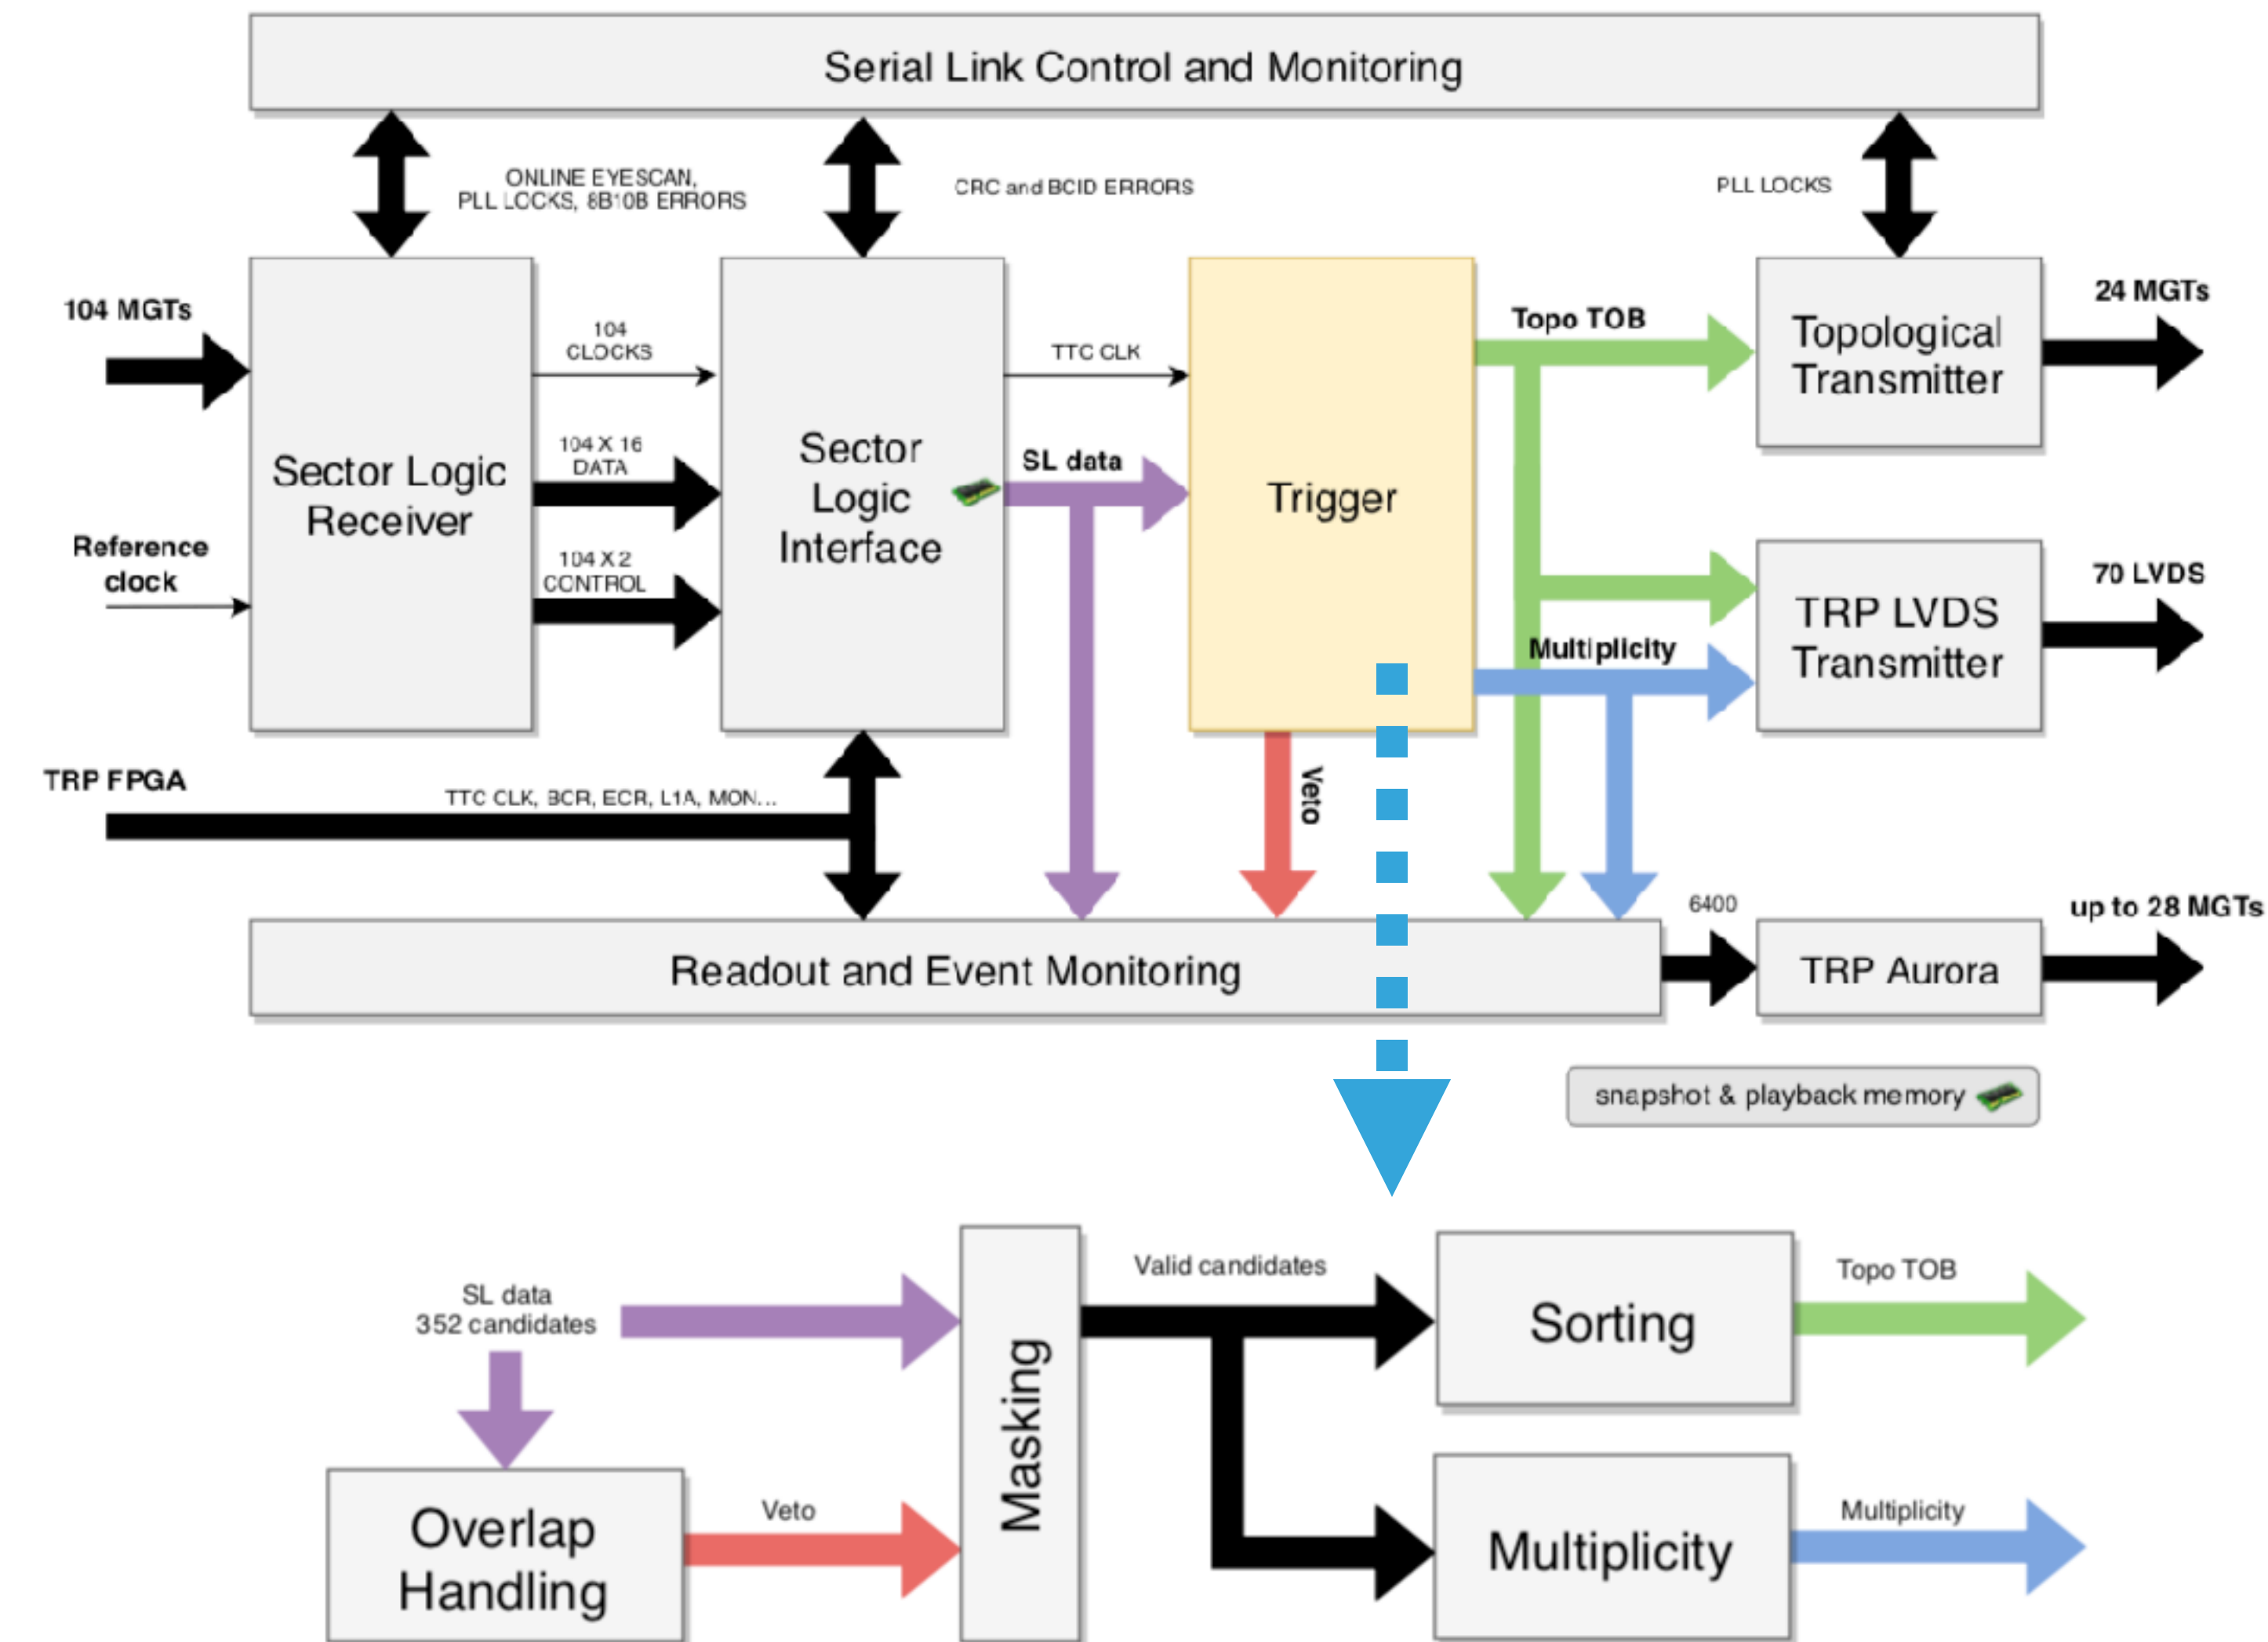 Serial Link Control and Monitoring
ONLINE EYESCAN,
PLL LOCKS, 8B10B ERRORS
CRC and BCID ERRORS
PLL LOCKS
104 MGTs
Reference
clock
Sector Logic
Receiver
104
CLOCKS
104 X 16
DATA
104 X 2
CONTROL
Sector
Logic
Interface
TTC CLK
SL data
Trigger
Topo TOB
Multiplicity
Topological
Transmitter
24 MGTs
TRP LVDS
Transmitter
70 LVDS
TRP FPGA
TTC CLK, BCR, ECR, L1A, MON...
Veto
Readout and Event Monitoring
6400
TRP Aurora
up to 28 MGTs
snapshot & playback memory
SL data
352 candidates
Overlap
Handling
Veto
Masking
Valid candidates
Sorting
Topo TOB
Multiplicity
Multiplicity